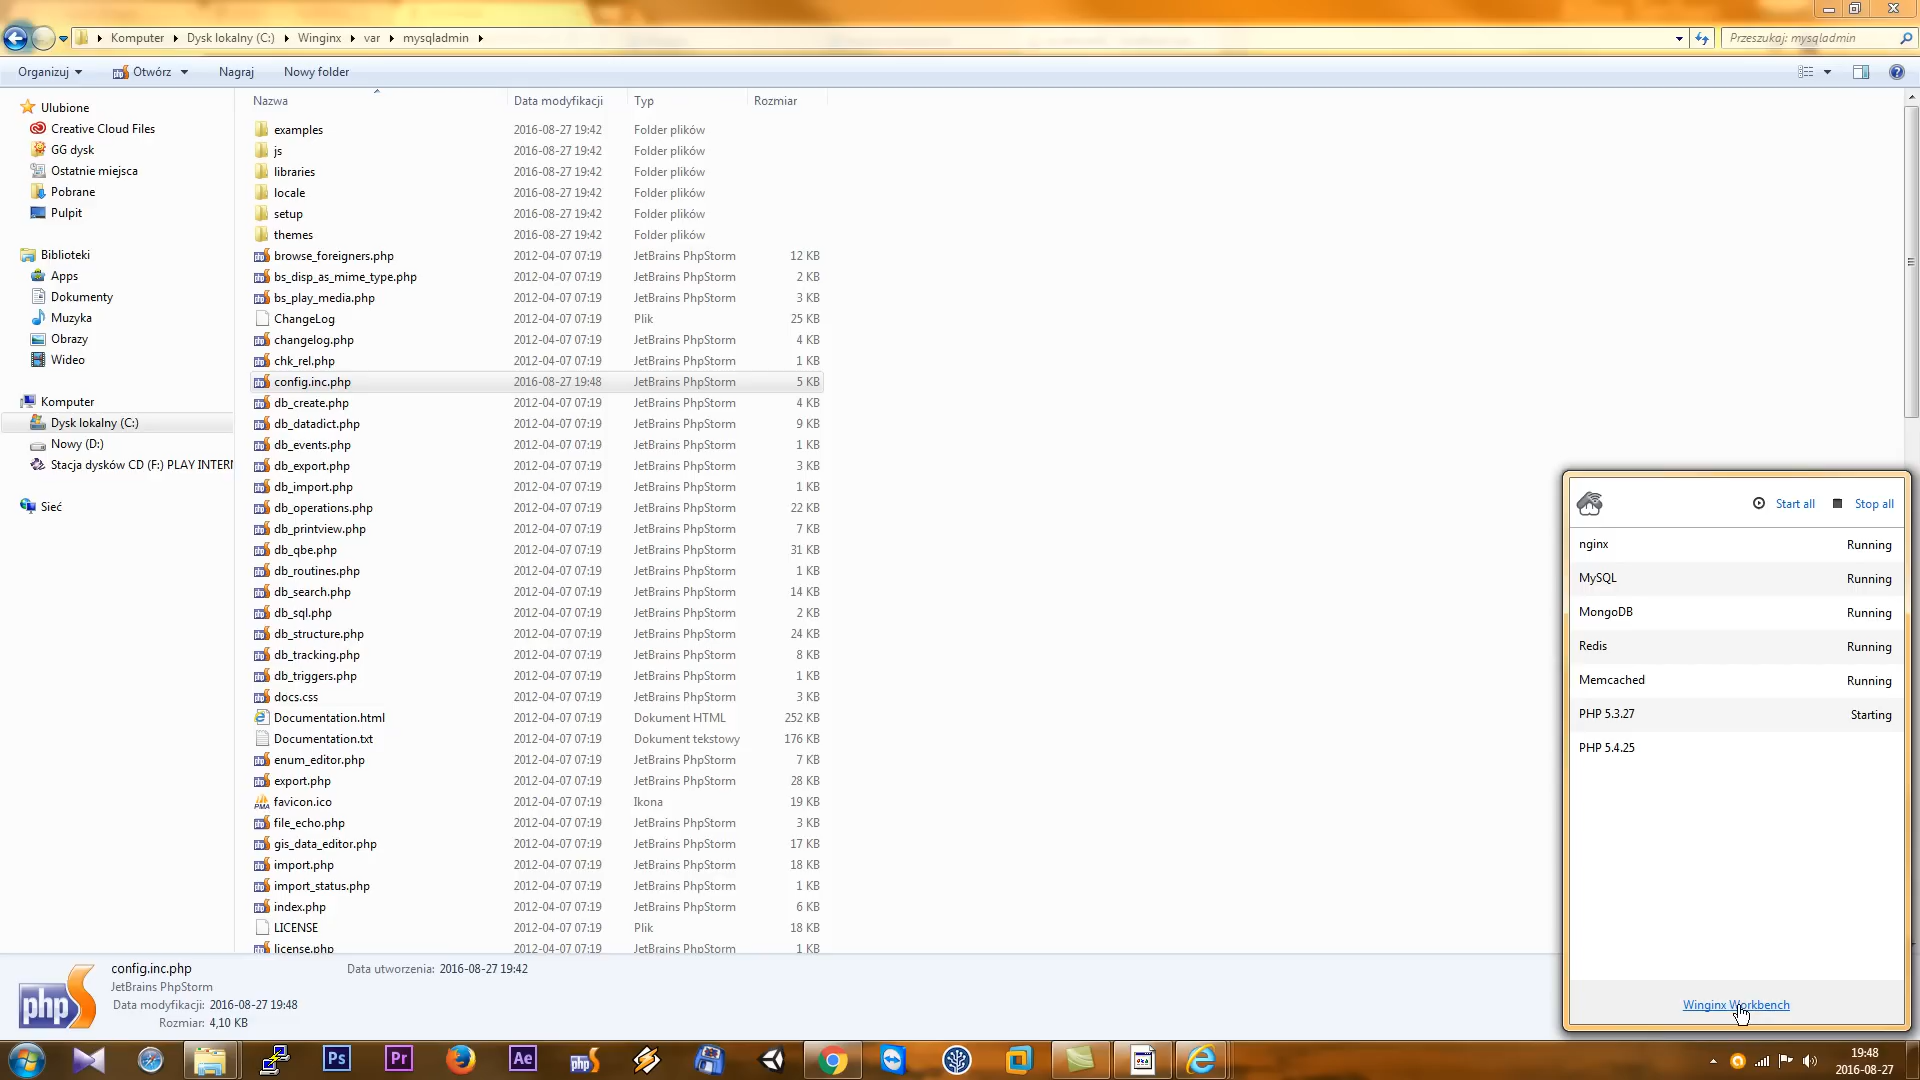 Komputer Dysk lokalny (C:) Winginx var mysqladmin
Przeszukaj: mysqladmin
Organizuj Otwórz Nagraj Nowy folder
Ulubione
Creative Cloud Files
GG dysk
Ostatnie miejsca
Pobrane
Pulpit
Biblioteki
Apps
Dokumenty
Muzyka
Obrazy
Wideo
Komputer
Dysk lokalny (C:)
Nowy (D:)
Stacja dysków CD (F:) PLAY INTERN
Sieć
Nazwa Data modyfikacji Typ Rozmiar
examples 2016-08-27 19:42 Folder plików
js 2016-08-27 19:42 Folder plików
libraries 2016-08-27 19:42 Folder plików
locale 2016-08-27 19:42 Folder plików
setup 2016-08-27 19:42 Folder plików
themes 2016-08-27 19:42 Folder plików
browse_foreigners.php 2012-04-07 07:19 JetBrains PhpStorm 12 KB
bs_disp_as_mime_type.php 2012-04-07 07:19 JetBrains PhpStorm 2 KB
bs_play_media.php 2012-04-07 07:19 JetBrains PhpStorm 3 KB
ChangeLog 2012-04-07 07:19 Plik 25 KB
changelog.php 2012-04-07 07:19 JetBrains PhpStorm 4 KB
chk_rel.php 2012-04-07 07:19 JetBrains PhpStorm 1 KB
config.inc.php 2016-08-27 19:48 JetBrains PhpStorm 5 KB
db_create.php 2012-04-07 07:19 JetBrains PhpStorm 4 KB
db_datadict.php 2012-04-07 07:19 JetBrains PhpStorm 9 KB
db_events.php 2012-04-07 07:19 JetBrains PhpStorm 1 KB
db_export.php 2012-04-07 07:19 JetBrains PhpStorm 3 KB
db_import.php 2012-04-07 07:19 JetBrains PhpStorm 1 KB
db_operations.php 2012-04-07 07:19 JetBrains PhpStorm 22 KB
db_printview.php 2012-04-07 07:19 JetBrains PhpStorm 7 KB
db_qbe.php 2012-04-07 07:19 JetBrains PhpStorm 31 KB
db_routines.php 2012-04-07 07:19 JetBrains PhpStorm 1 KB
db_search.php 2012-04-07 07:19 JetBrains PhpStorm 14 KB
db_sql.php 2012-04-07 07:19 JetBrains PhpStorm 2 KB
db_structure.php 2012-04-07 07:19 JetBrains PhpStorm 24 KB
db_tracking.php 2012-04-07 07:19 JetBrains PhpStorm 8 KB
db_triggers.php 2012-04-07 07:19 JetBrains PhpStorm 1 KB
docs.css 2012-04-07 07:19 JetBrains PhpStorm 3 KB
Documentation.html 2012-04-07 07:19 Dokument HTML 252 KB
Documentation.txt 2012-04-07 07:19 Dokument tekstowy 176 KB
enum_editor.php 2012-04-07 07:19 JetBrains PhpStorm 7 KB
export.php 2012-04-07 07:19 JetBrains PhpStorm 28 KB
favicon.ico 2012-04-07 07:19 Ikona 19 KB
file_echo.php 2012-04-07 07:19 JetBrains PhpStorm 3 KB
gis_data_editor.php 2012-04-07 07:19 JetBrains PhpStorm 17 KB
import.php 2012-04-07 07:19 JetBrains PhpStorm 18 KB
import_status.php 2012-04-07 07:19 JetBrains PhpStorm 1 KB
index.php 2012-04-07 07:19 JetBrains PhpStorm 6 KB
LICENSE 2012-04-07 07:19 Plik 18 KB
license.php 2012-04-07 07:19 JetBrains PhpStorm 1 KB
Start all Stop all
nginx Running
MySQL Running
MongoDB Running
Redis Running
Memcached Running
PHP 5.3.27 Starting
PHP 5.4.25
Winginx Workbench
php
config.inc.php Data utworzenia: 2016-08-27 19:42
JetBrains PhpStorm
Data modyfikacji: 2016-08-27 19:48
Rozmiar: 4,10 KB
Ps Pr Ae php
19:48
2016-08-27